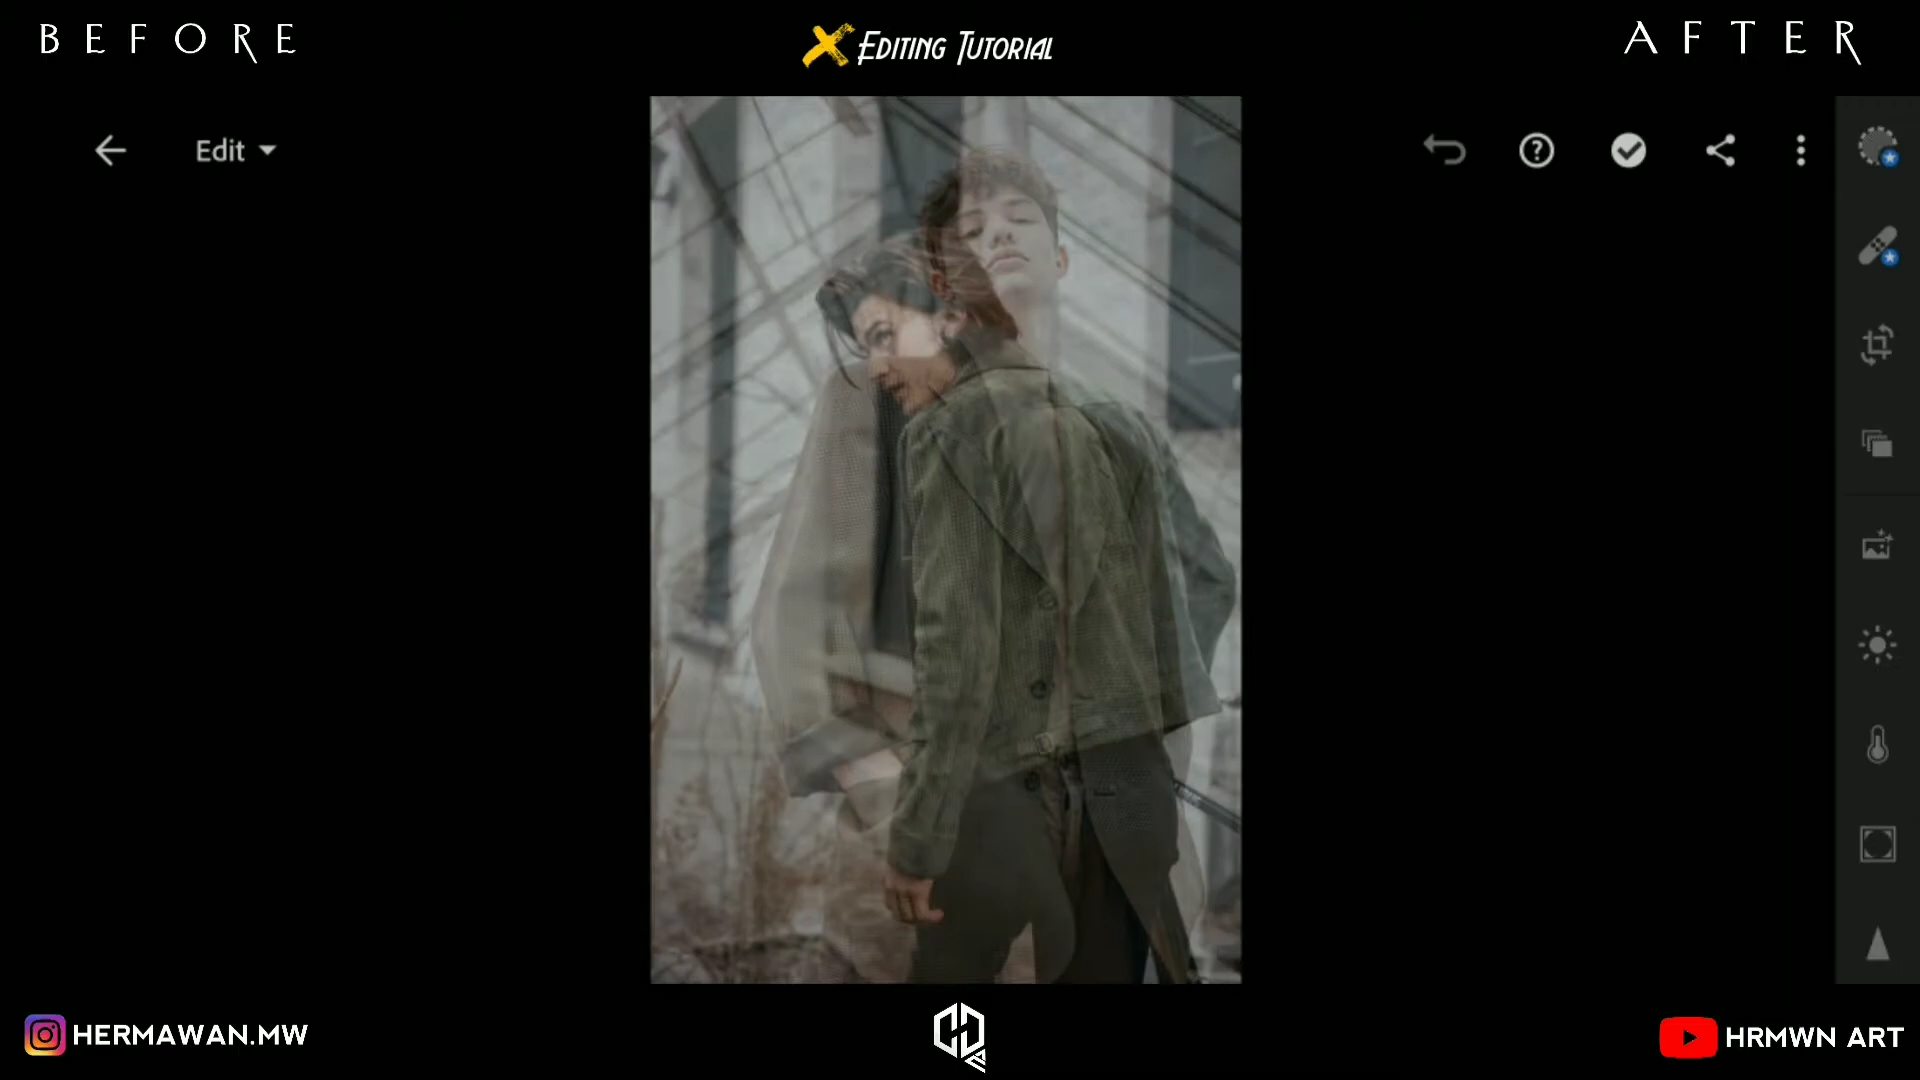 BEFORE
EDITING TUTORIAL
AFTER
Edit
HERMAWAN.MW
HRMWN ART